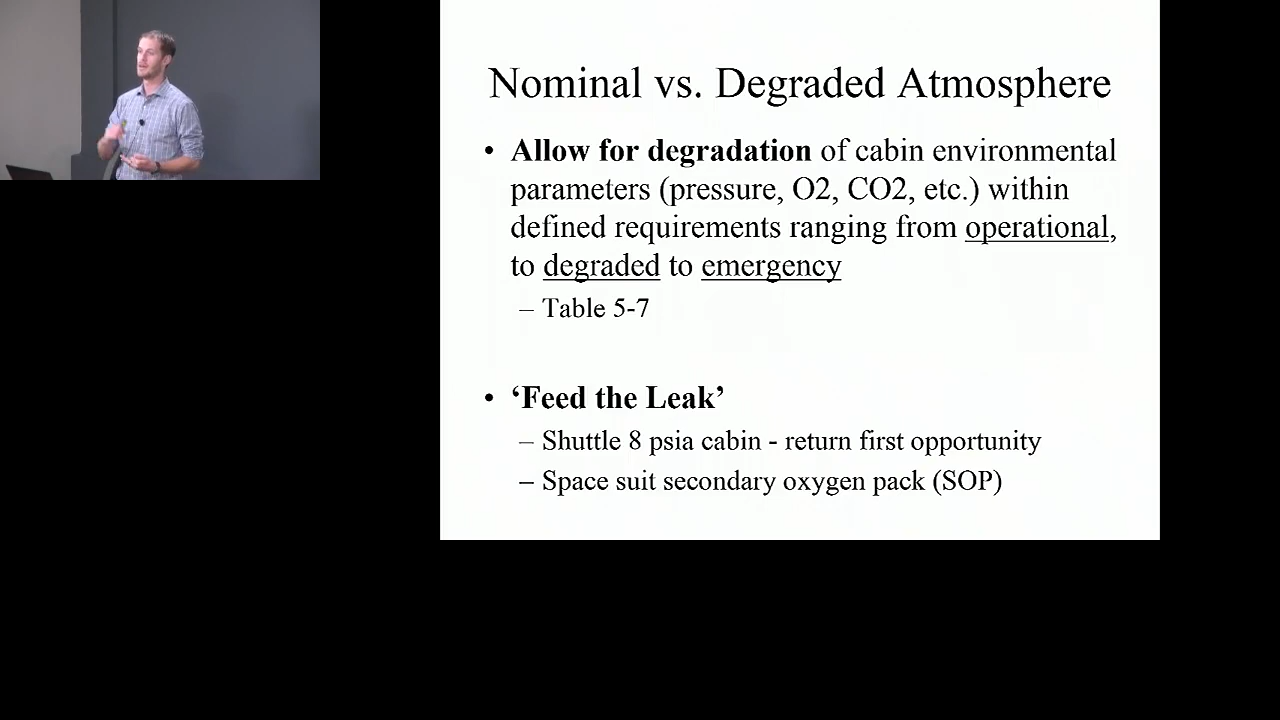 Nominal vs. Degraded Atmosphere
• Allow for degradation of cabin environmental
parameters (pressure, O2, CO2, etc.) within
defined requirements ranging from operational,
to degraded to emergency
– Table 5-7
• ‘Feed the Leak’
– Shuttle 8 psia cabin - return first opportunity
– Space suit secondary oxygen pack (SOP)